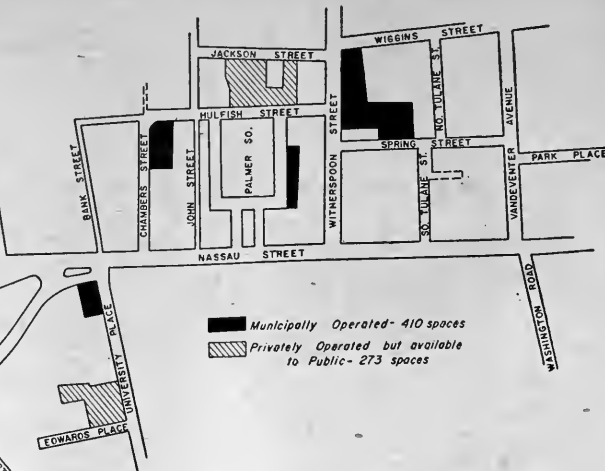 WIGGINS STREET
JACKSON STREET
NO. TULANE ST.
HULFISH STREET
BANK STREET
CHAMBERS STREET
JOHN STREET
PALMER SQ.
WITHERSPOON STREET
SPRING STREET
SO. TULANE ST.
VANDEVENTER AVENUE
PARK PLACE
NASSAU STREET
WASHINGTON ROAD
UNIVERSITY PLACE
EDWARDS PLACE
Municipally Operated- 410 spaces
Privately Operated but available
to Public- 273 spaces